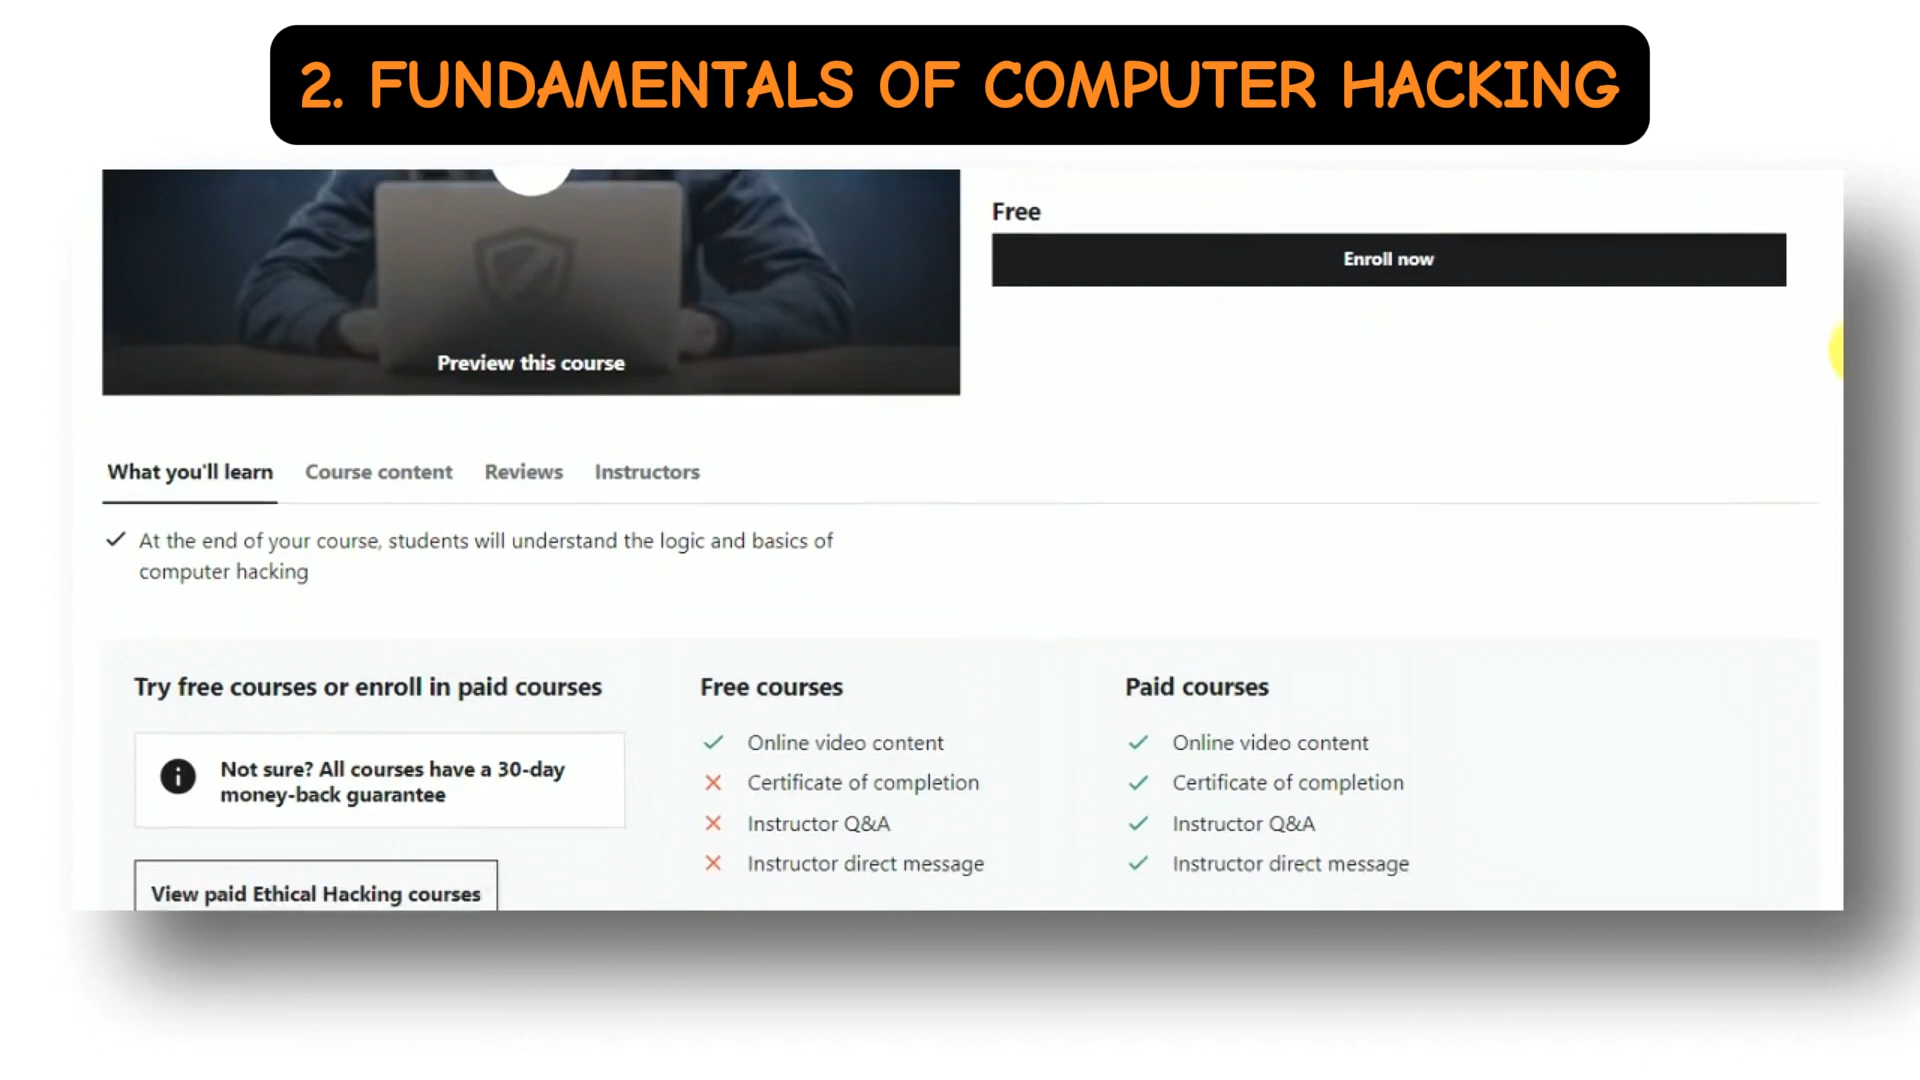 2. FUNDAMENTALS OF COMPUTER HACKING
Free
Enroll now
Preview this course
What you'll learn
Course content
Reviews
Instructors
At the end of your course, students will understand the logic and basics of
computer hacking
Try free courses or enroll in paid courses
Not sure? All courses have a 30-day
money-back guarantee
View paid Ethical Hacking courses
Free courses
Online video content
Certificate of completion
Instructor Q&A
Instructor direct message
Paid courses
Online video content
Certificate of completion
Instructor Q&A
Instructor direct message